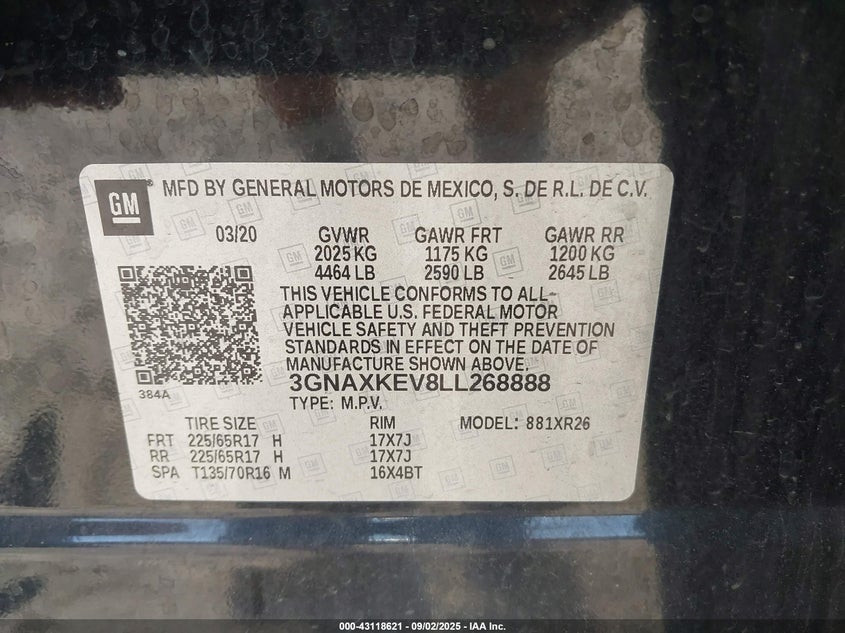 GM MFD BY GENERAL MOTORS DE MEXICO, S. DE R.L. DE C.V.
03/20 GVWR GAWR FRT GAWR RR
2025 KG 1175 KG 1200 KG
4464 LB 2590 LB 2645 LB
THIS VEHICLE CONFORMS TO ALL
APPLICABLE U.S. FEDERAL MOTOR
VEHICLE SAFETY AND THEFT PREVENTION
STANDARDS IN EFFECT ON THE DATE OF
MANUFACTURE SHOWN ABOVE.
384A
3GNAXKEV8LL268888
TYPE: M.P.V.
TIRE SIZE RIM MODEL: 881XR26
FRT 225/65R17 H 17X7J
RR 225/65R17 H 17X7J
SPA T135/70R16 M 16X4BT
000-43118621 - 09/02/2025 - IAA Inc.